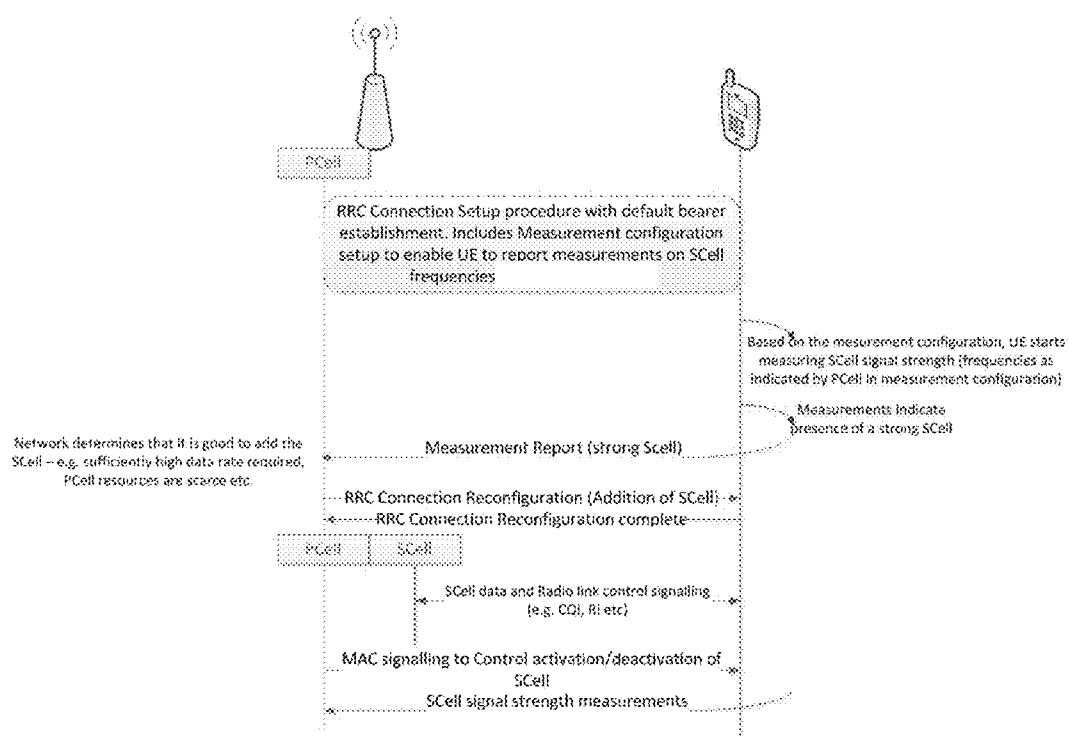 PCell
RRC Connection Setup procedure with default bearer
establishment. Includes Measurement configuration
setup to enable UE to report measurements on SCell
frequencies
Based on the mesurement configuration, UE starts
measuring SCell signal strength (frequencies as
indicated by PCell in measurement configuration)
Measurements indicate
presence of a strong SCell
Network determines that it is good to add the
SCell – e.g. sufficiently high data rate required,
PCell resources are scarce etc.
Measurement Report (strong Scell)
RRC Connection Reconfiguration (Addition of SCell)
RRC Connection Reconfiguration complete
PCell
SCell
SCell data and Radio link control signalling
(e.g. CQI, RI etc)
MAC signalling to Control activation/deactivation of
SCell
SCell signal strength measurements